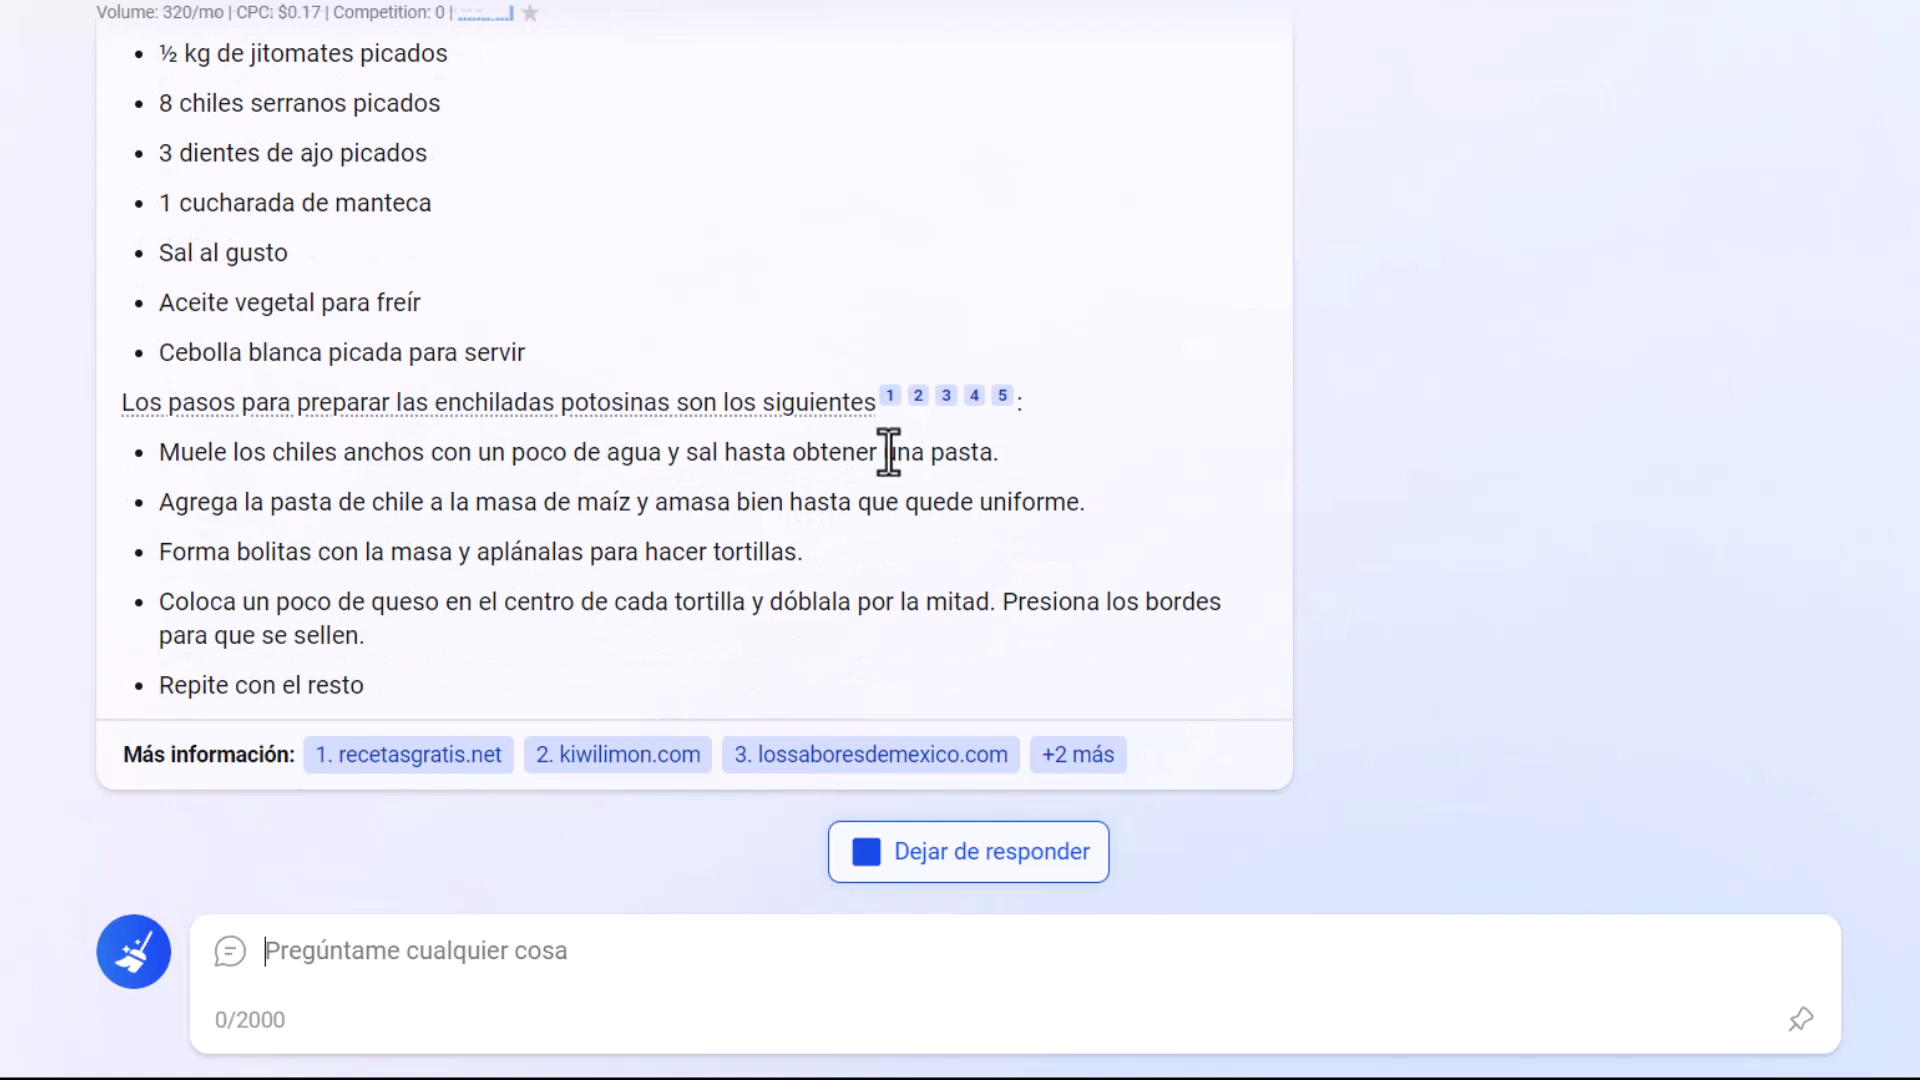 Volume: 320/mo | CPC: $0.17 | Competition: 0 |
• ½ kg de jitomates picados
• 8 chiles serranos picados
• 3 dientes de ajo picados
• 1 cucharada de manteca
• Sal al gusto
• Aceite vegetal para freír
• Cebolla blanca picada para servir
Los pasos para preparar las enchiladas potosinas son los siguientes 1 2 3 4 5 :
• Muele los chiles anchos con un poco de agua y sal hasta obtener una pasta.
• Agrega la pasta de chile a la masa de maíz y amasa bien hasta que quede uniforme.
• Forma bolitas con la masa y aplánalas para hacer tortillas.
• Coloca un poco de queso en el centro de cada tortilla y dóblala por la mitad. Presiona los bordes
para que se sellen.
• Repite con el resto
Más información: 1. recetasgratis.net 2. kiwilimon.com 3. lossaboresdemexico.com +2 más
Dejar de responder
Pregúntame cualquier cosa
0/2000